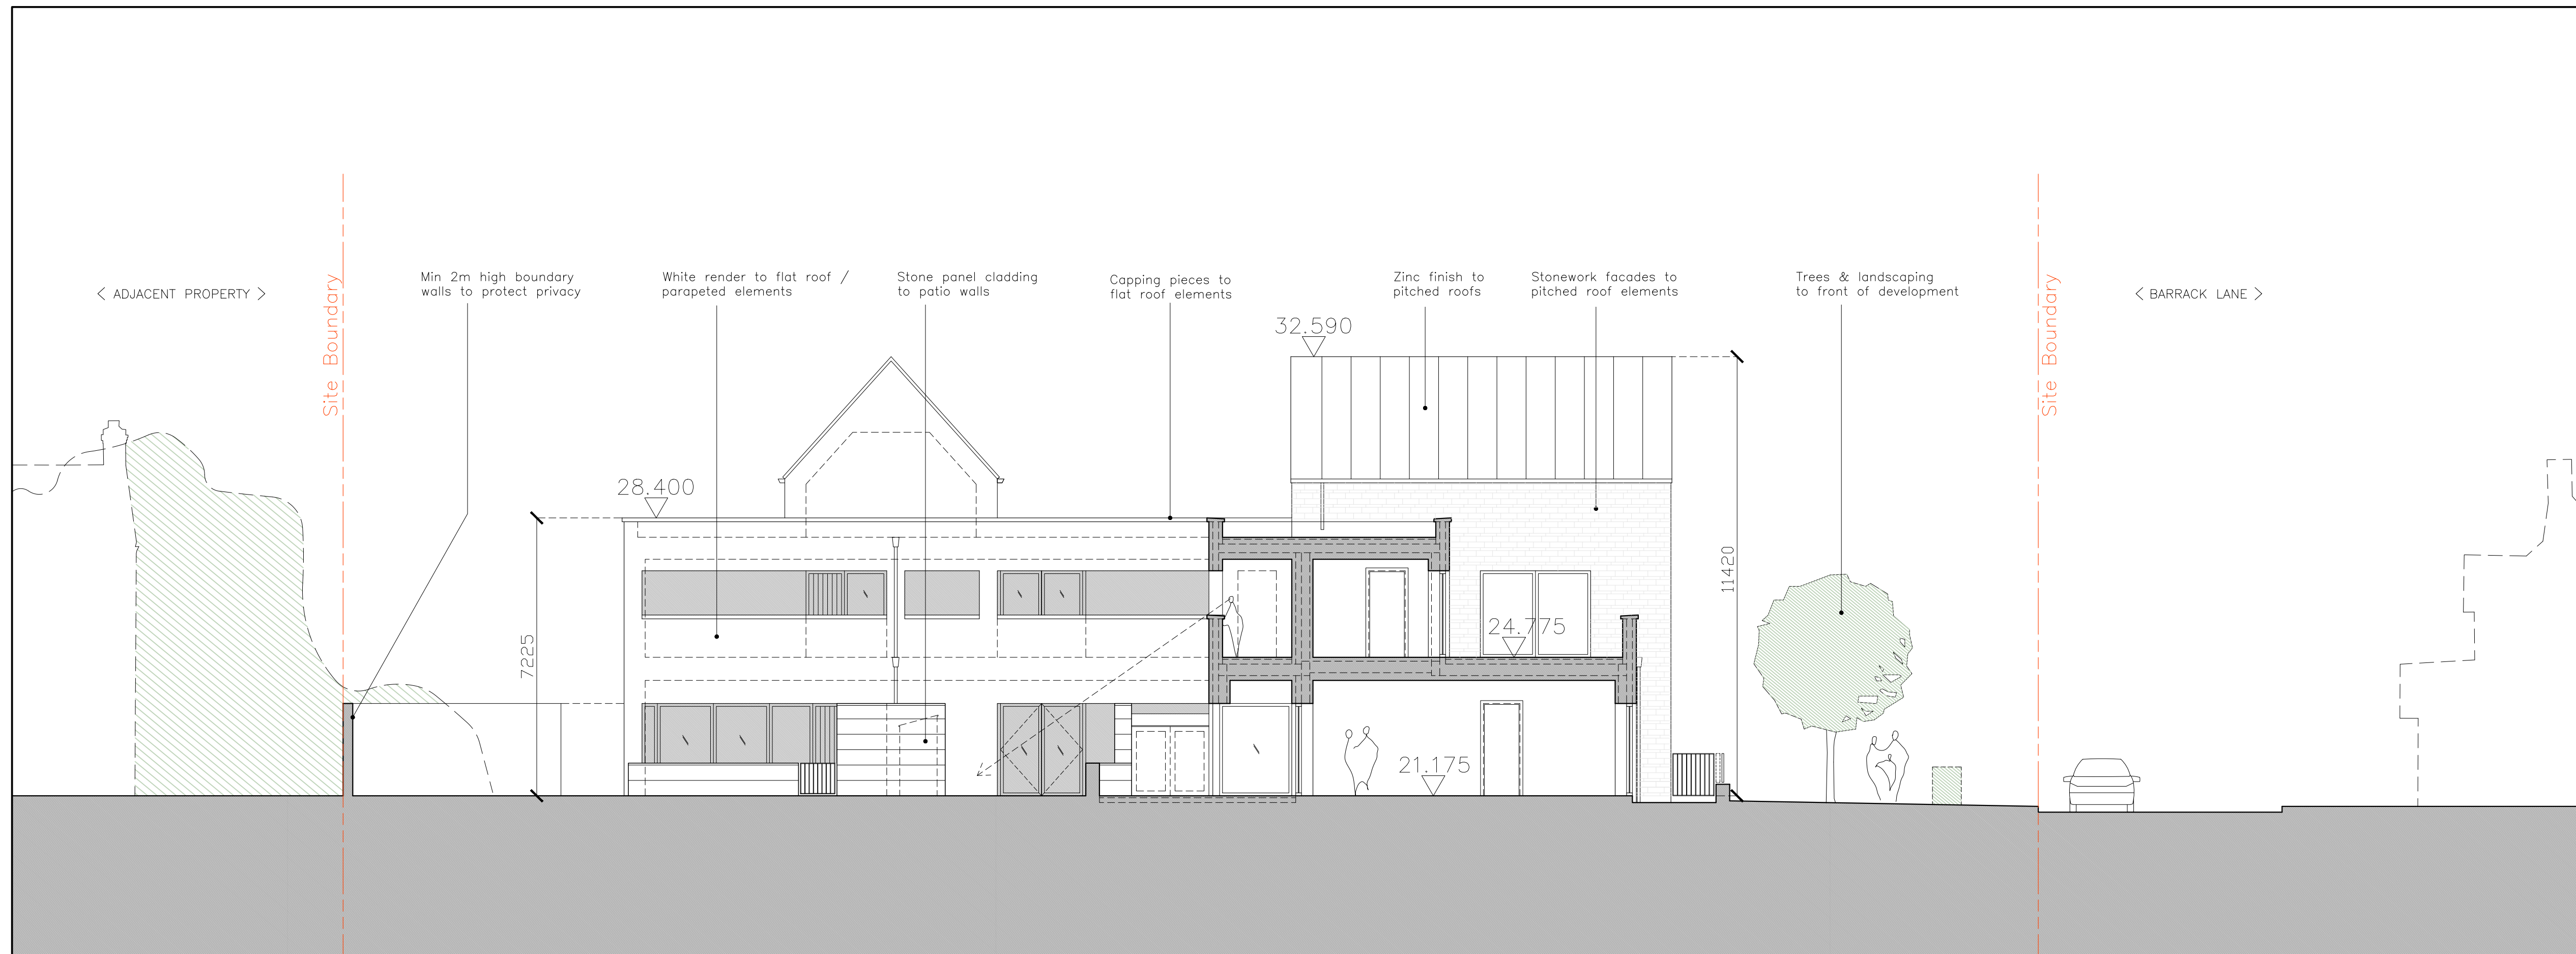 < ADJACENT PROPERTY >
Site Boundary
Min 2m high boundary
walls to protect privacy
White render to flat roof /
parapeted elements
Stone panel cladding
to patio walls
Capping pieces to
flat roof elements
Zinc finish to
pitched roofs
Stonework facades to
pitched roof elements
Trees & landscaping
to front of development
Site Boundary
< BARRACK LANE >
32.590
28.400
11420
7225
24.775
21.175